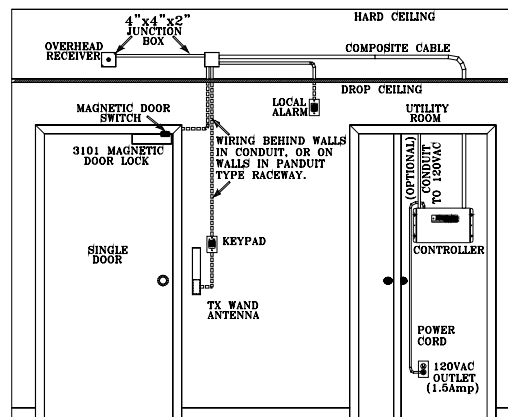 4"x4"x2"
JUNCTION
BOX
HARD CEILING
OVERHEAD
RECEIVER
COMPOSITE CABLE
DROP CEILING
MAGNETIC DOOR
SWITCH
LOCAL
ALARM
UTILITY
ROOM
3101 MAGNETIC
DOOR LOCK
WIRING BEHIND WALLS
IN CONDUIT, OR ON
WALLS IN PANDUIT
TYPE RACEWAY.
(OPTIONAL)
CONDUIT
TO 120VAC
SINGLE
DOOR
KEYPAD
CONTROLLER
TX WAND
ANTENNA
POWER
CORD
120VAC
OUTLET
(1.5Amp)